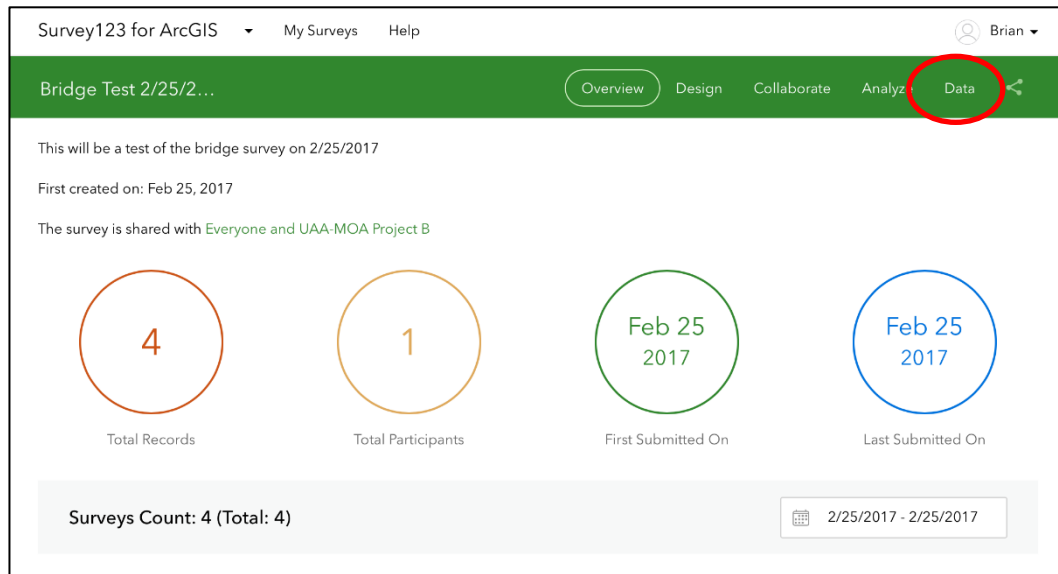 Survey123 for ArcGIS My Surveys Help Brian
Bridge Test 2/25/2... Overview Design Collaborate Analyze Data
This will be a test of the bridge survey on 2/25/2017
First created on: Feb 25, 2017
The survey is shared with Everyone and UAA-MOA Project B
4 1 Feb 25 2017 Feb 25 2017
Total Records Total Participants First Submitted On Last Submitted On
Surveys Count: 4 (Total: 4) 2/25/2017 - 2/25/2017